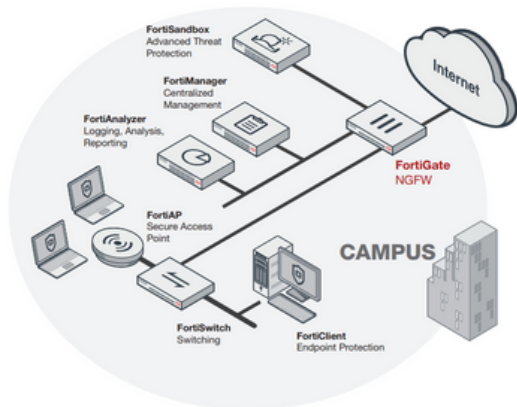 FortiSandbox
Advanced Threat
Protection
FortiManager
Centralized
Management
FortiAnalyzer
Logging, Analysis,
Reporting
Internet
FortiGate
NGFW
FortiAP
Secure Access
Point
CAMPUS
FortiSwitch
Switching
FortiClient
Endpoint Protection